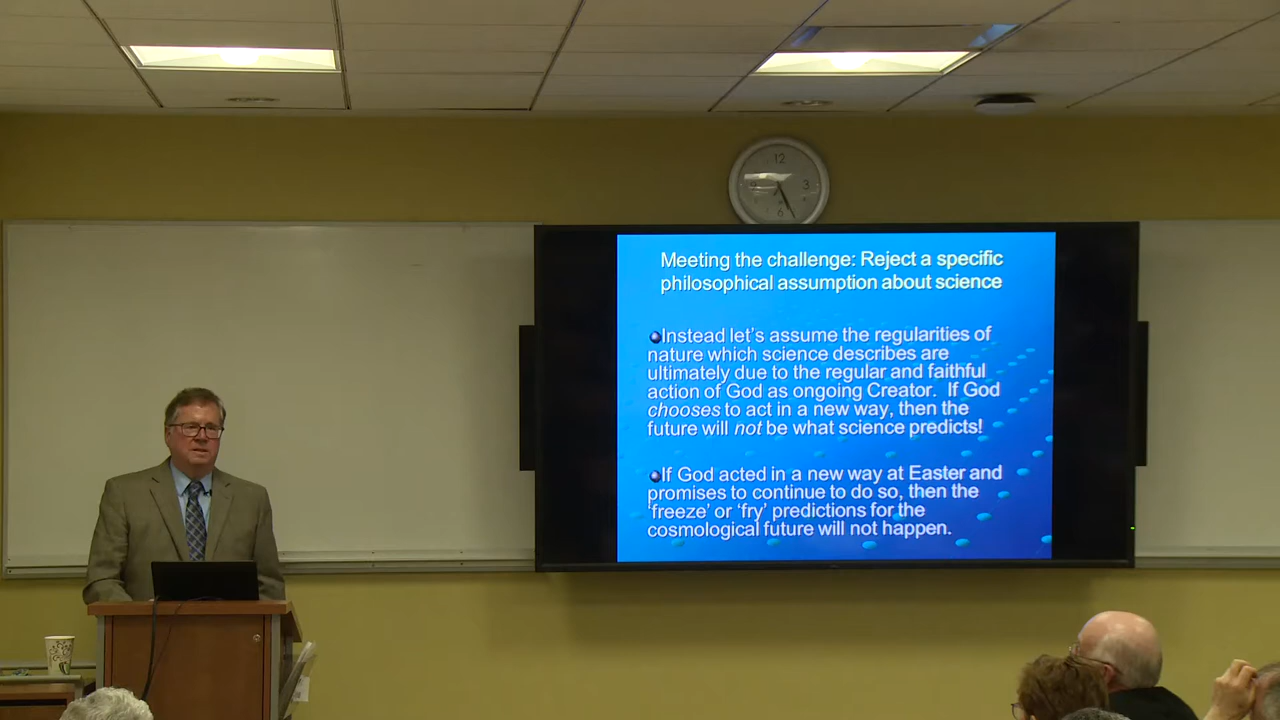 12
3
6
9
Meeting the challenge: Reject a specific
philosophical assumption about science
Instead let's assume the regularities of
nature which science describes are
ultimately due to the regular and faithful
action of God as ongoing Creator. If God
chooses to act in a new way, then the
future will not be what science predicts!
If God acted in a new way at Easter and
promises to continue to do so, then the
'freeze' or 'fry' predictions for the
cosmological future will not happen.